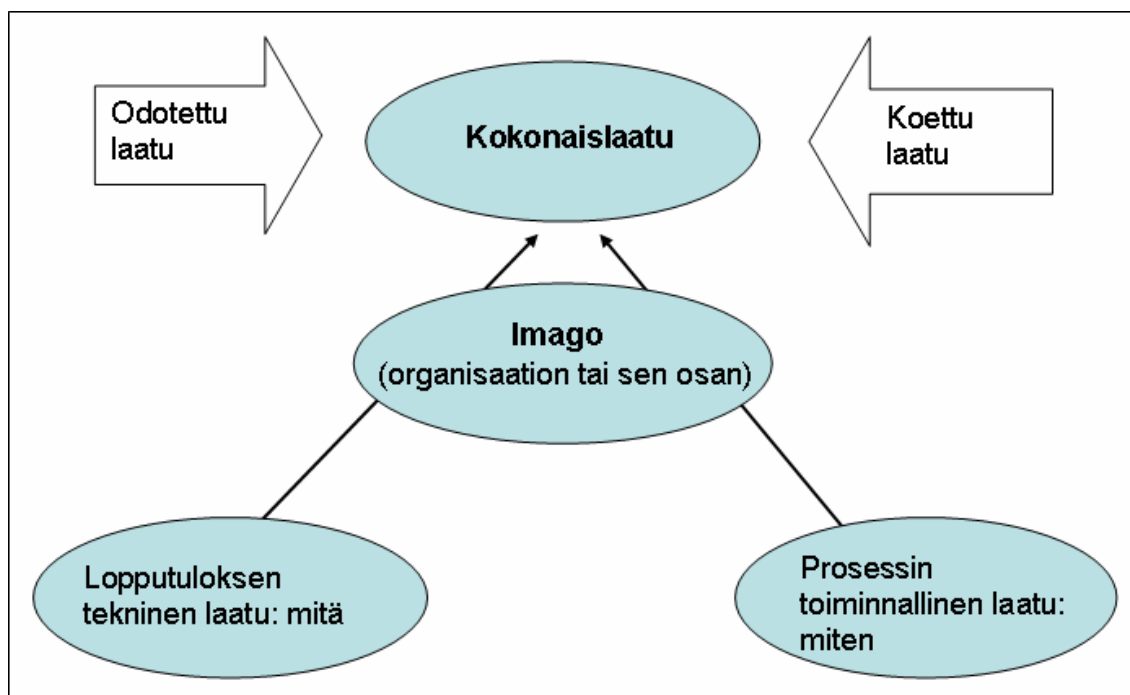 Odotettu
laatu
Kokonaislaatu
Koettu
laatu
Imago
(organisaation tai sen osan)
Lopputuloksen
tekninen laatu: mitä
Prosessin
toiminnallinen laatu:
miten